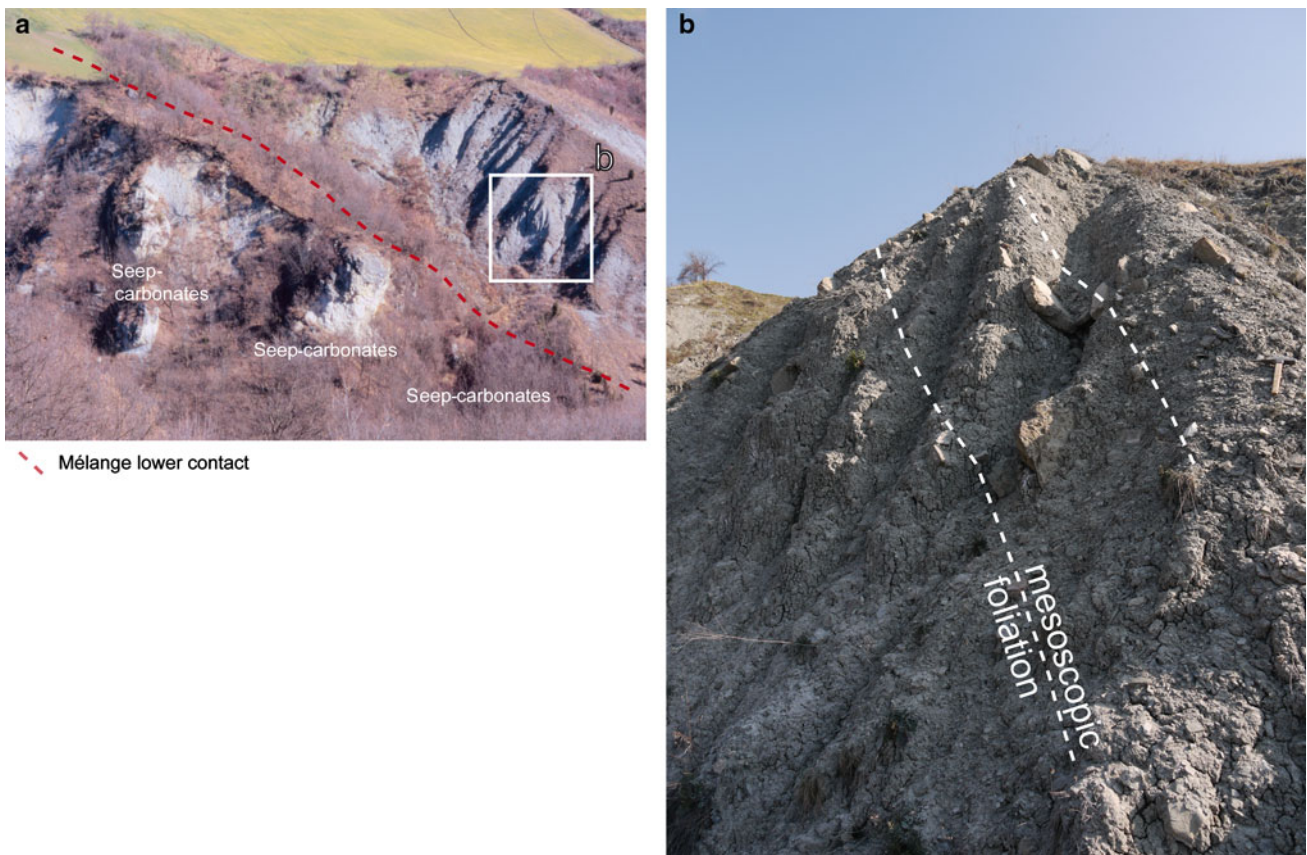 a
b
Seep-
carbonates
Seep-carbonates
Seep-carbonates
Mélange lower contact
b
mesoscopic
foliation